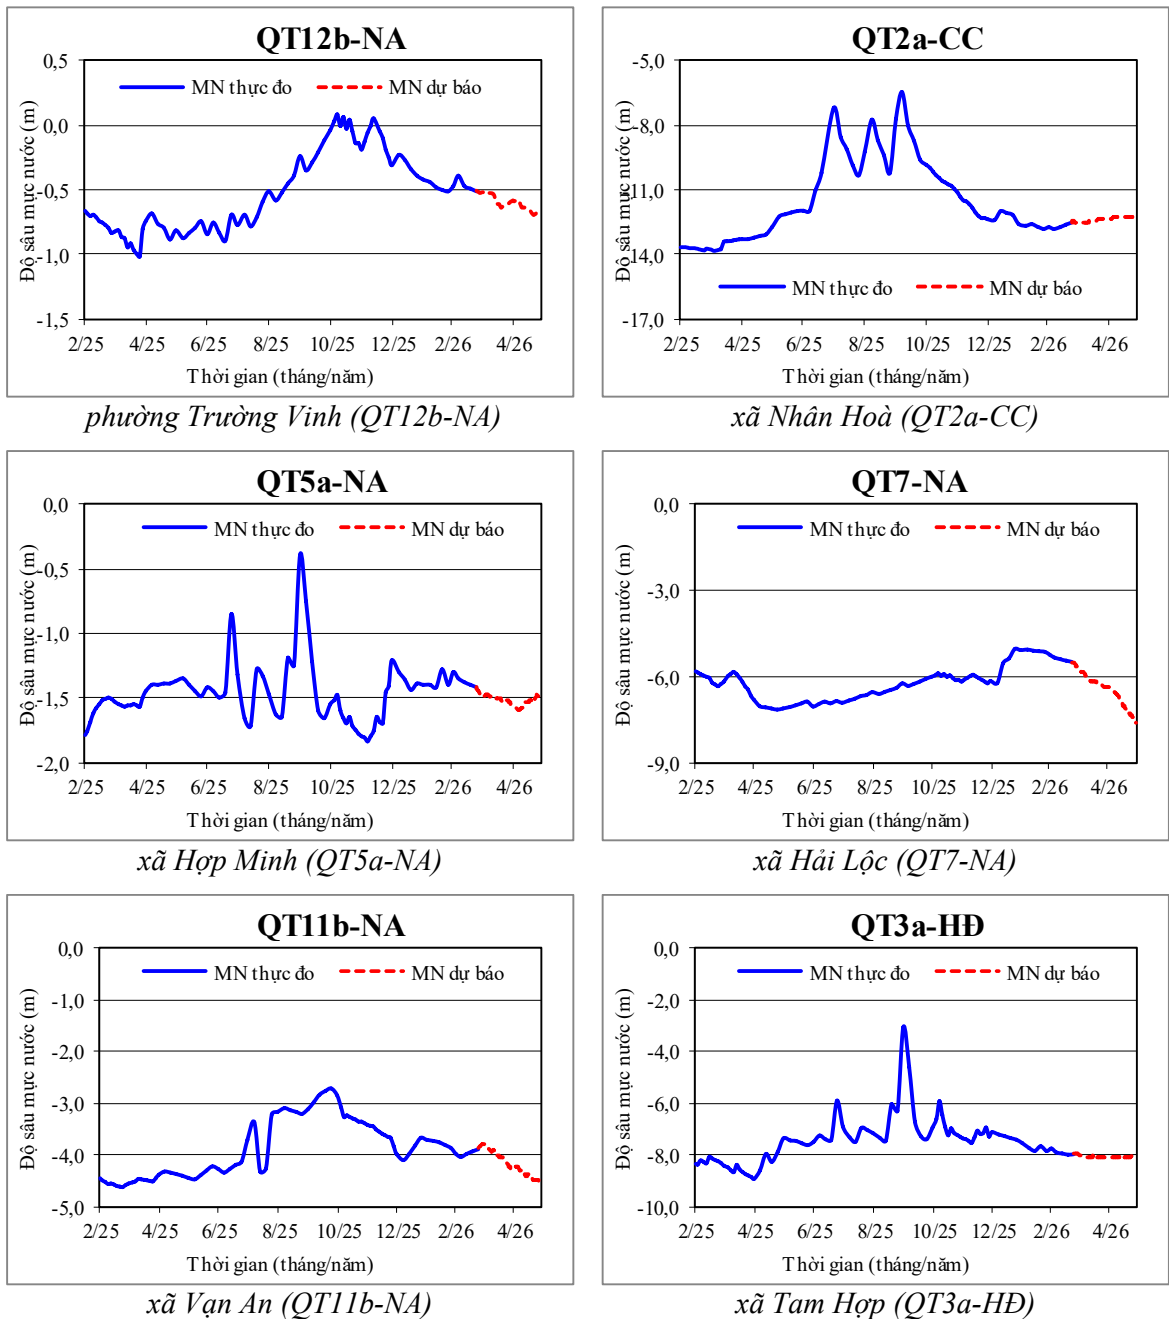 QT12b-NA
MN thực đo
MN dự báo
Độ sâu mực nước (m)
0,5
0,0
-0,5
-1,0
-1,5
2/25 4/25 6/25 8/25 10/25 12/25 2/26 4/26
Thời gian (tháng/năm)
phường Trường Vinh (QT12b-NA)
QT2a-CC
Độ sâu mực nước (m)
-5,0
-8,0
-11,0
-14,0
-17,0
MN thực đo
MN dự báo
2/25 4/25 6/25 8/25 10/25 12/25 2/26 4/26
Thời gian (tháng/năm)
xã Nhân Hoà (QT2a-CC)
QT5a-NA
MN thực đo
MN dự báo
Độ sâu mực nước (m)
0,0
-0,5
-1,0
-1,5
-2,0
2/25 4/25 6/25 8/25 10/25 12/25 2/26 4/26
Thời gian (tháng/năm)
xã Hợp Minh (QT5a-NA)
QT7-NA
MN thực đo
MN dự báo
Độ sâu mực nước (m)
0,0
-3,0
-6,0
-9,0
2/25 4/25 6/25 8/25 10/25 12/25 2/26 4/26
Thời gian (tháng/năm)
xã Hải Lộc (QT7-NA)
QT11b-NA
MN thực đo
MN dự báo
Độ sâu mực nước (m)
0,0
-1,0
-2,0
-3,0
-4,0
-5,0
2/25 4/25 6/25 8/25 10/25 12/25 2/26 4/26
Thời gian (tháng/năm)
xã Vạn An (QT11b-NA)
QT3a-HĐ
MN thực đo
MN dự báo
Độ sâu mực nước (m)
0,0
-2,0
-4,0
-6,0
-8,0
-10,0
2/25 4/25 6/25 8/25 10/25 12/25 2/26 4/26
Thời gian (tháng/năm)
xã Tam Hợp (QT3a-HĐ)